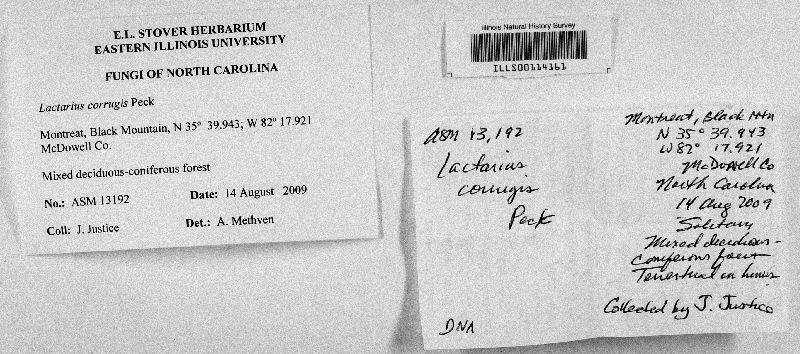 E.L. STOVER HERBARIUM
EASTERN ILLINOIS UNIVERSITY
FUNGI OF NORTH CAROLINA
Lactarius corrugis Peck
Montreat, Black Mountain, N 35° 39.943; W 82° 17.921
McDowell Co.
Mixed deciduous-coniferous forest
No.: ASM 13192 Date: 14 August 2009
Coll: J. Justice Det.: A. Methven
Illinois Natural History Survey
ILLS00114161
ASM 13,192
Lactarius
corrugis
Peck
DNA
Montreat, Black Mtn
N 35° 39.943
W 82° 17.921
McDowell Co
North Carolina
14 Aug 2009
Solitary
Mixed deciduous-
coniferous forest
Terrestrial in humus
Collected by J. Justice